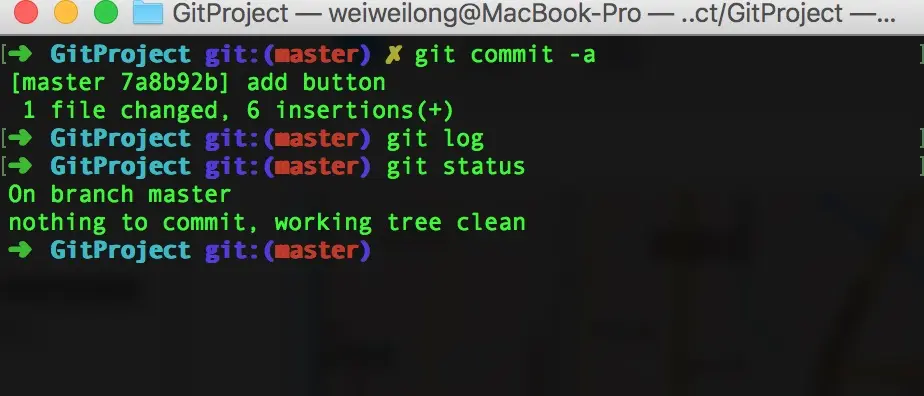 GitProject — weiweilong@MacBook-Pro — ..ct/GitProject —...
[➜ GitProject git:(master) ✗ git commit -a ]
[master 7a8b92b] add button
1 file changed, 6 insertions(+)
[➜ GitProject git:(master) git log ]
[➜ GitProject git:(master) git status ]
On branch master
nothing to commit, working tree clean
➜ GitProject git:(master)